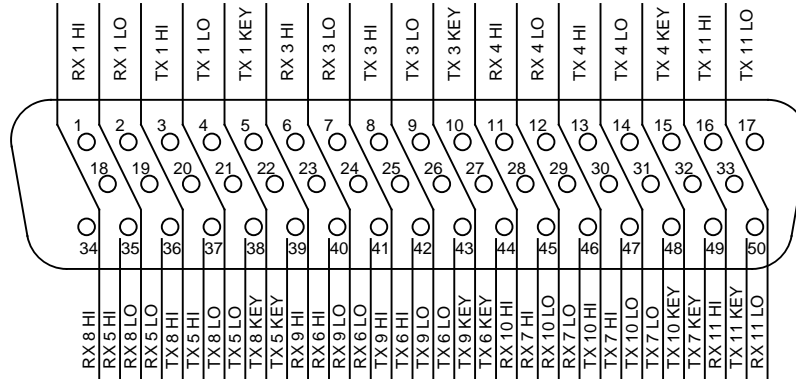 RX 1 HI
RX 1 LO
TX 1 HI
TX 1 LO
TX 1 KEY
RX 3 HI
RX 3 LO
TX 3 HI
TX 3 LO
TX 3 KEY
RX 4 HI
RX 4 LO
TX 4 HI
TX 4 LO
TX 4 KEY
TX 11 HI
TX 11 LO
1 2 3 4 5 6 7 8 9 10 11 12 13 14 15 16 17
18 19 20 21 22 23 24 25 26 27 28 29 30 31 32 33
34 35 36 37 38 39 40 41 42 43 44 45 46 47 48 49 50
RX 8 HI
RX 5 HI
RX 8 LO
RX 5 LO
TX 8 HI
TX 5 HI
TX 8 LO
TX 5 LO
TX 8 KEY
TX 5 KEY
RX 9 HI
RX 6 HI
RX 9 LO
RX 6 LO
TX 9 HI
TX 6 HI
TX 9 LO
TX 6 LO
TX 9 KEY
TX 6 KEY
RX 10 HI
RX 7 HI
RX 10 LO
RX 7 LO
TX 10 HI
TX 7 HI
TX 10 LO
TX 7 LO
TX 10 KEY
TX 7 KEY
RX 11 HI
TX 11 KEY
RX 11 LO